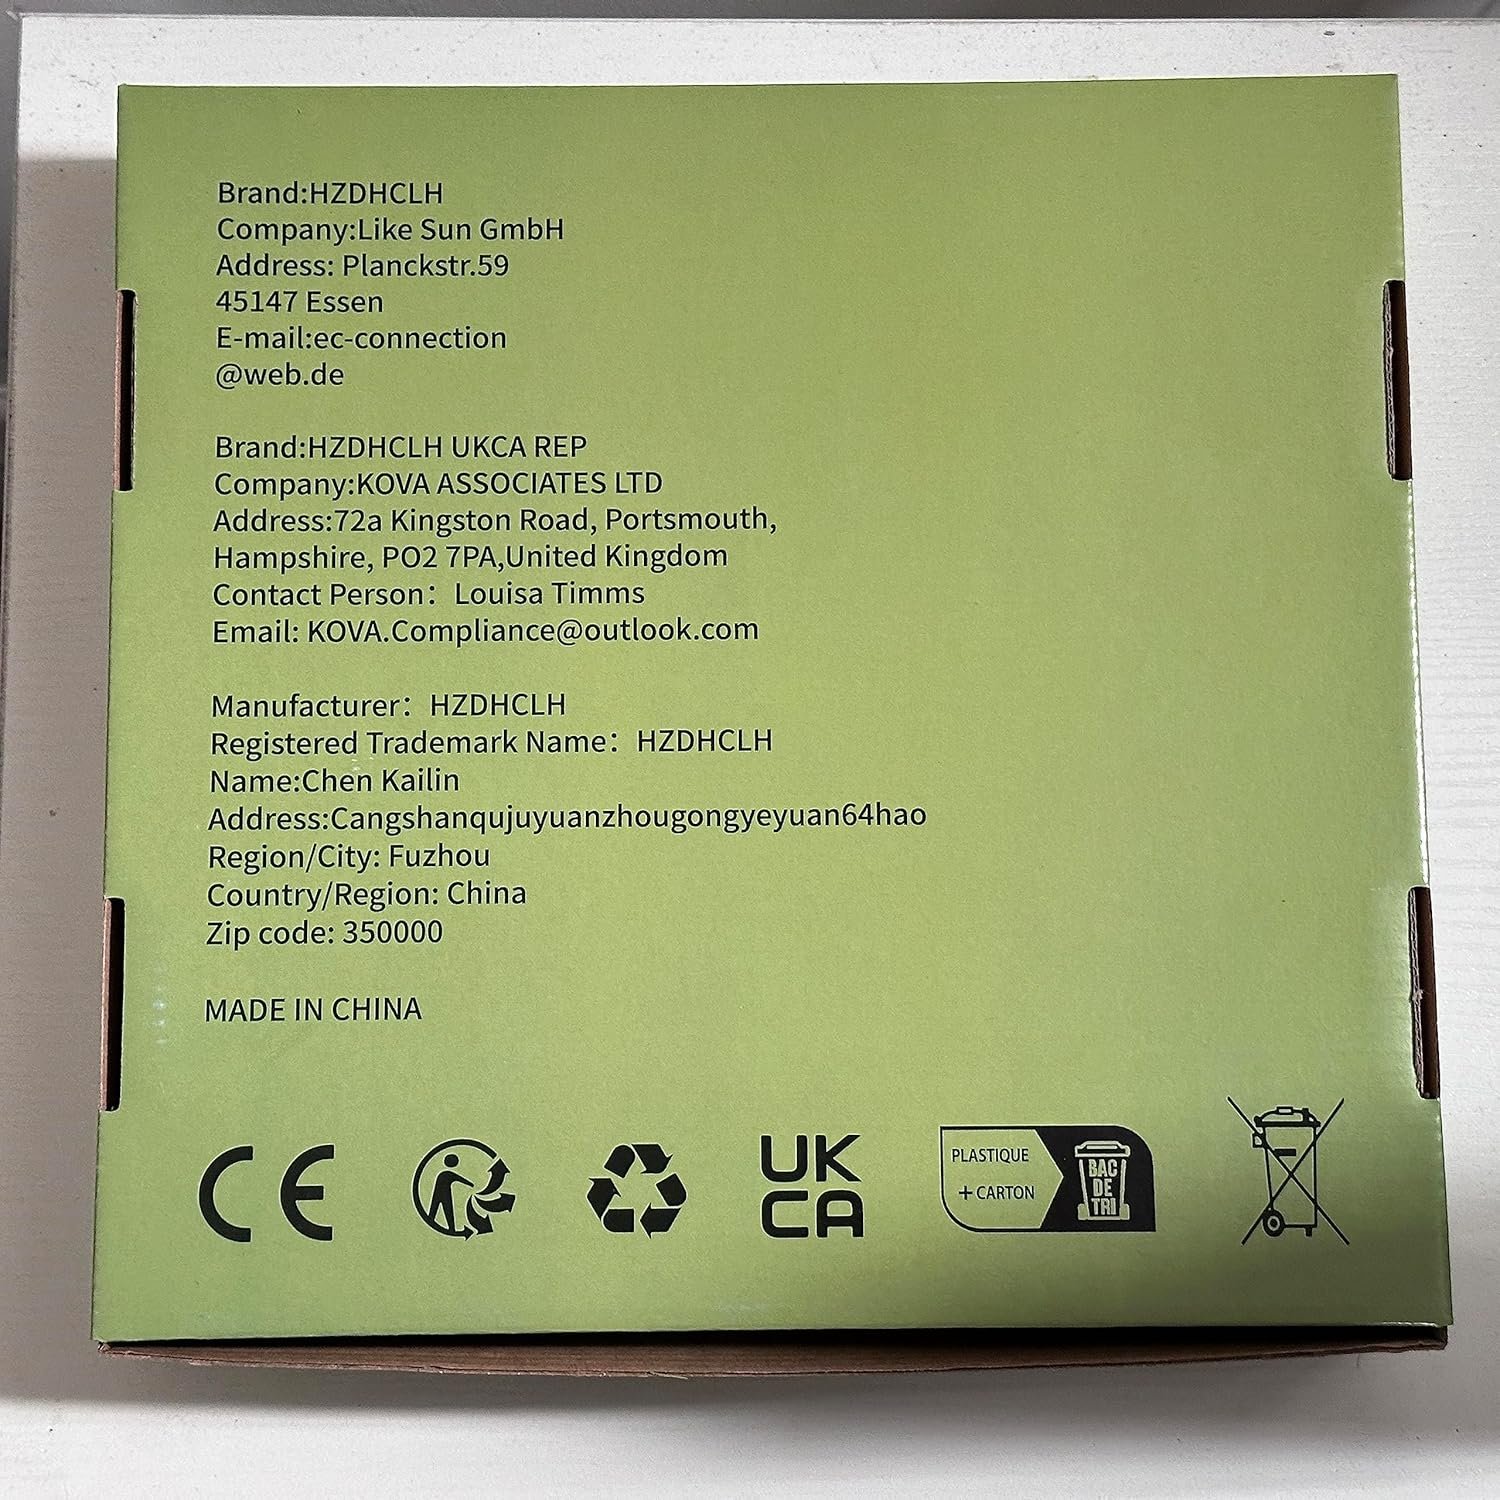 Brand:HZDHCLH
Company:Like Sun GmbH
Address: Planckstr.59
45147 Essen
E-mail:ec-connection
@web.de
Brand:HZDHCLH UKCA REP
Company:KOVA ASSOCIATES LTD
Address:72a Kingston Road, Portsmouth,
Hampshire, PO2 7PA,United Kingdom
Contact Person：Louisa Timms
Email: KOVA.Compliance@outlook.com
Manufacturer：HZDHCLH
Registered Trademark Name：HZDHCLH
Name:Chen Kailin
Address:Cangshanqujuyuanzhougongyeyuan64hao
Region/City: Fuzhou
Country/Region: China
Zip code: 350000
MADE IN CHINA
CE
UK
CA
PLASTIQUE
+ CARTON
BAC
DE
TRI